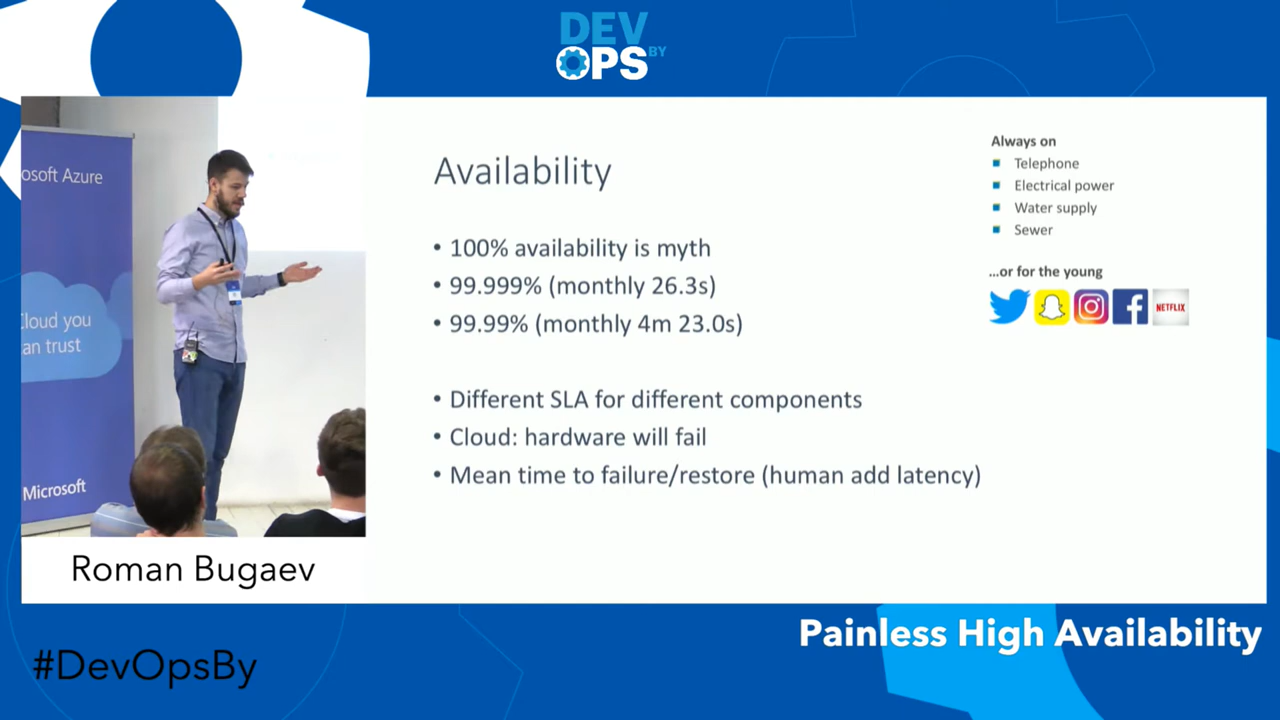 DEV
OPS BY
osoft Azure
Cloud you
an trust
Microsoft
Availability
• 100% availability is myth
• 99.999% (monthly 26.3s)
• 99.99% (monthly 4m 23.0s)
• Different SLA for different components
• Cloud: hardware will fail
• Mean time to failure/restore (human add latency)
Always on
Telephone
Electrical power
Water supply
Sewer
...or for the young
NETFLIX
Roman Bugaev
Painless High Availability
#DevOpsBy